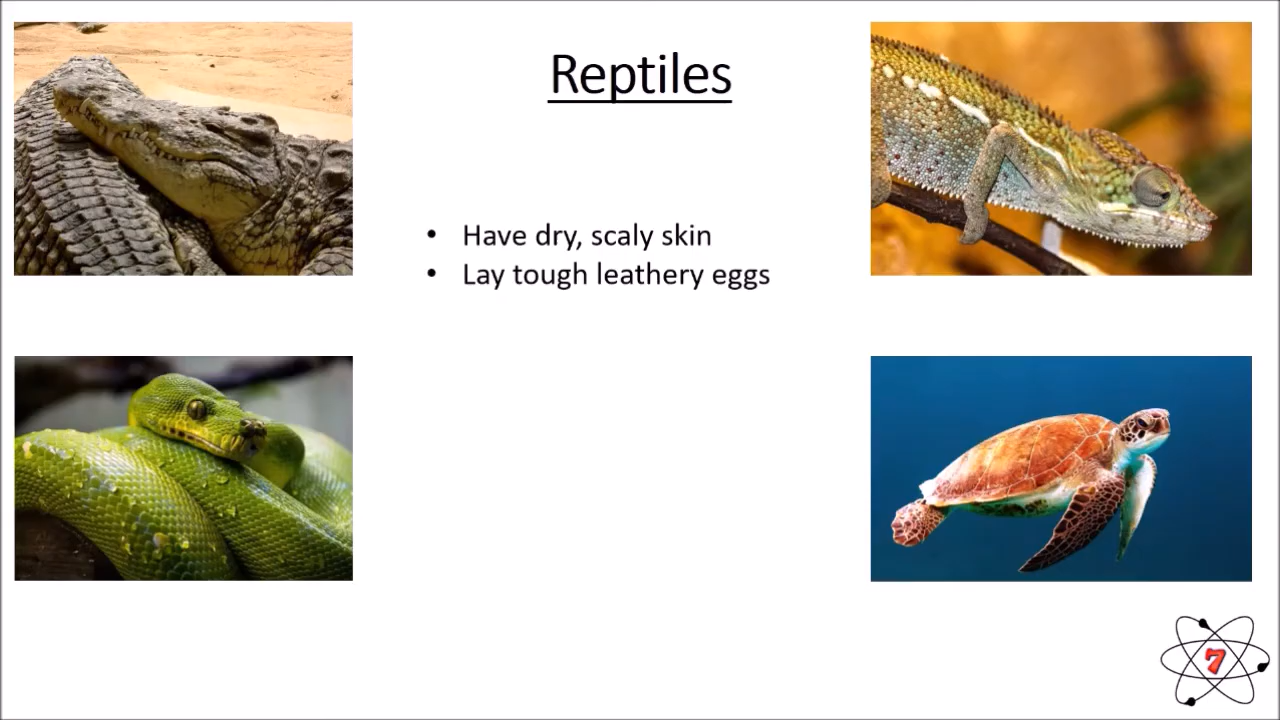 Reptiles
• Have dry, scaly skin
• Lay tough leathery eggs
7